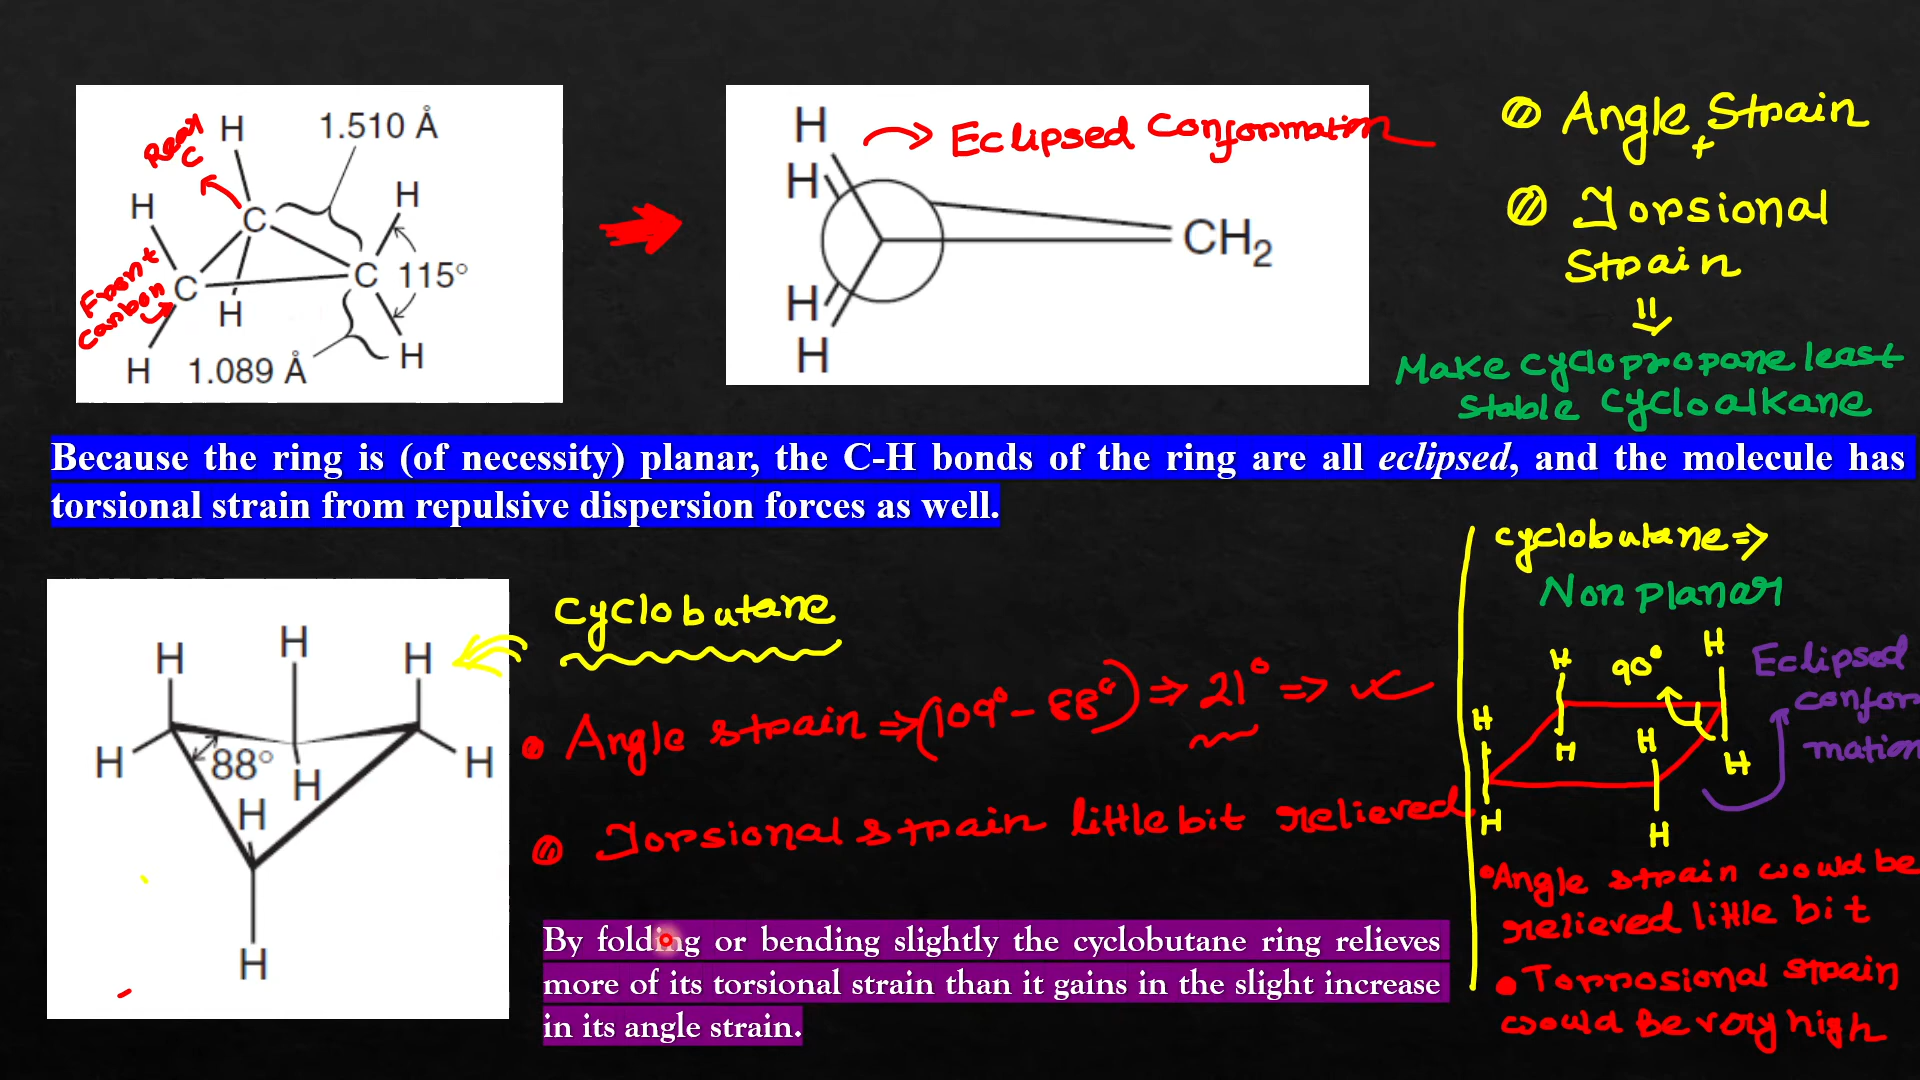 Rear
C
H
1.510 Å
H
H
C
C
C
115°
Front
Carbon
H
H
H
1.089 Å
H
H
H
H
Eclipsed Conformation
CH₂
Angle Strain
+
Torsional
Strain
Make Cyclopropane least
stable Cycloalkane
Because the ring is (of necessity) planar, the C-H bonds of the ring are all eclipsed, and the molecule has
torsional strain from repulsive dispersion forces as well.
H
H
H
H
H
88°
H
H
H
Cyclobutane
Angle strain ⇒ (109° - 88°) ⇒ 21° ⇒
Torsional strain little bit relieved.
By folding or bending slightly the cyclobutane ring relieves
more of its torsional strain than it gains in the slight increase
in its angle strain.
Cyclobutane ⇒
Non planar
H
90°
H
Eclipsed
confor
mation
H
H
H
H
H
H
•Angle strain would be
relieved little bit
• Torrosional strain
would be very high